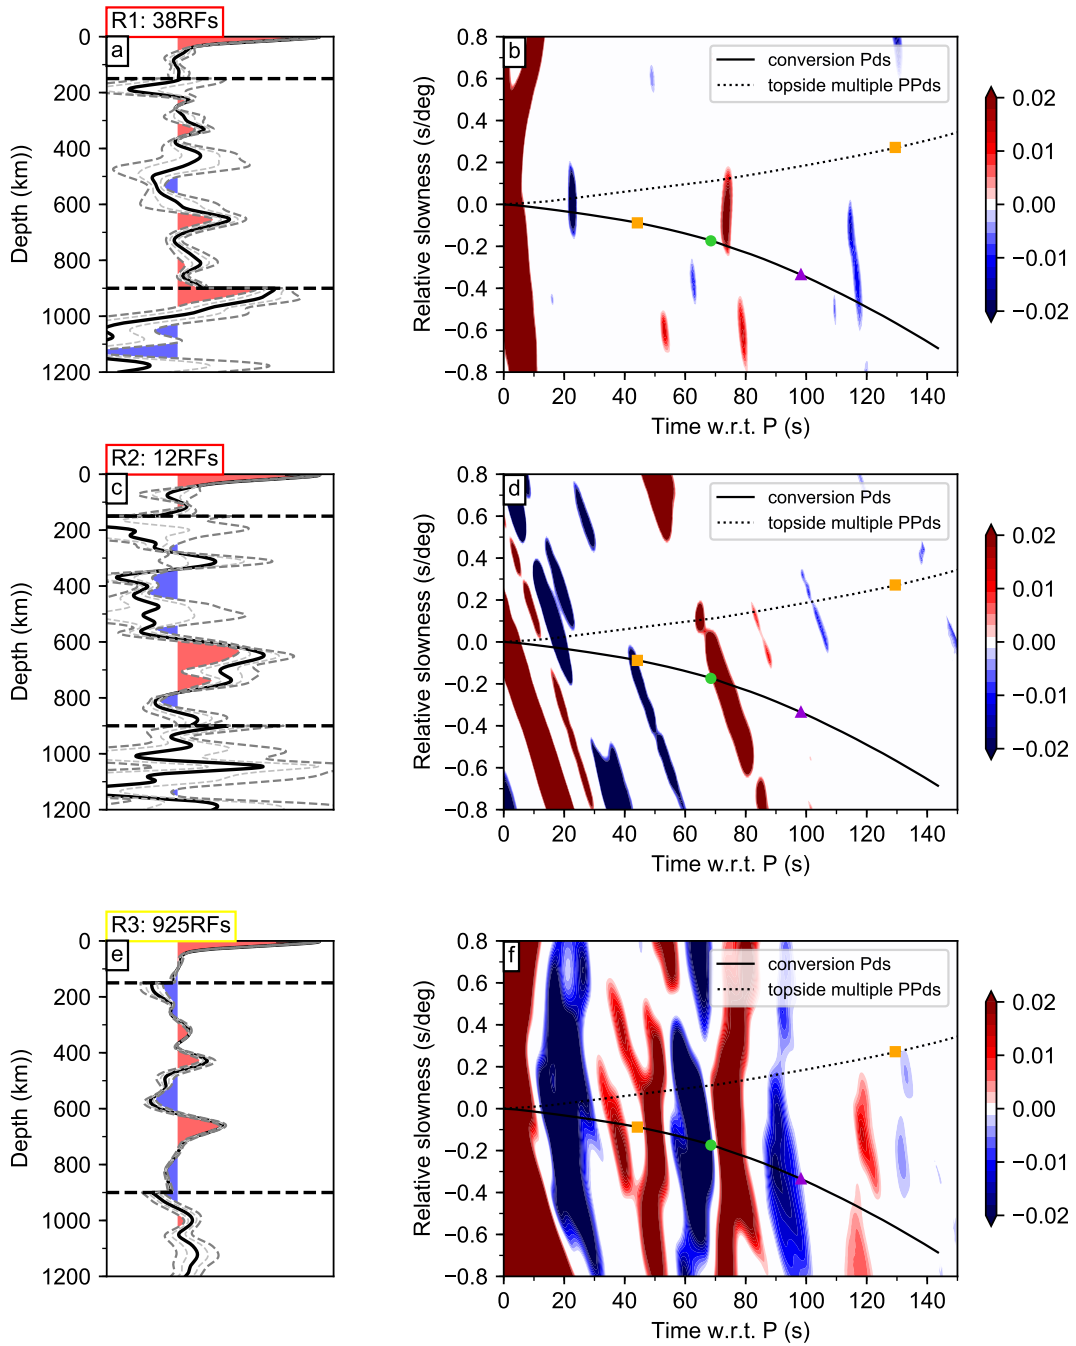 R1: 38RFs
a
0
200
400
600
800
1000
1200
Depth (km))
b
conversion Pds
topside multiple PPds
0.8
0.6
0.4
0.2
0.0
−0.2
−0.4
−0.6
−0.8
Relative slowness (s/deg)
0 20 40 60 80 100 120 140
Time w.r.t. P (s)
0.02
0.01
0.00
−0.01
−0.02
R2: 12RFs
c
0
200
400
600
800
1000
1200
Depth (km))
d
conversion Pds
topside multiple PPds
0.8
0.6
0.4
0.2
0.0
−0.2
−0.4
−0.6
−0.8
Relative slowness (s/deg)
0 20 40 60 80 100 120 140
Time w.r.t. P (s)
0.02
0.01
0.00
−0.01
−0.02
R3: 925RFs
e
0
200
400
600
800
1000
1200
Depth (km))
f
conversion Pds
topside multiple PPds
0.8
0.6
0.4
0.2
0.0
−0.2
−0.4
−0.6
−0.8
Relative slowness (s/deg)
0 20 40 60 80 100 120 140
Time w.r.t. P (s)
0.02
0.01
0.00
−0.01
−0.02